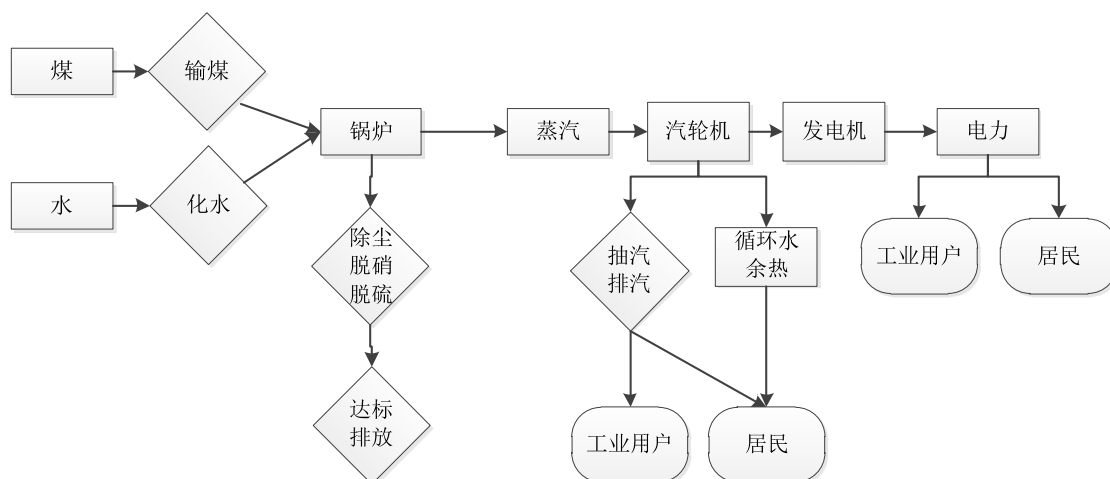 煤
输煤
水
化水
锅炉
除尘
脱硝
脱硫
达标
排放
蒸汽
汽轮机
抽汽
排汽
循环水
余热
工业用户
居民
发电机
电力
工业用户
居民